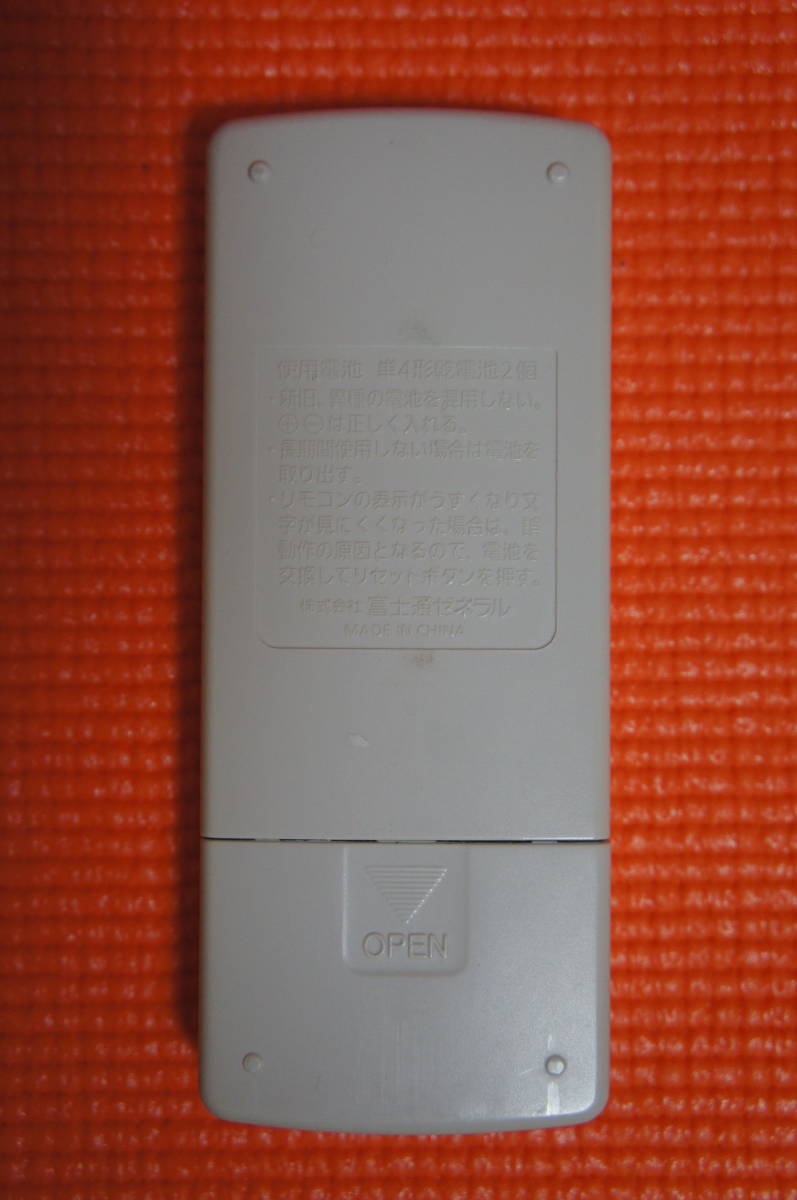 使用電池 単4形乾電池2個
・新旧、異種の電池を混用しない。
⊕⊖は正しく入れる。
・長期間使用しない場合は電池を
取り出す。
・リモコンの表示がうすくなり文
字が見にくくなった場合は、誤
動作の原因となるので、電池を
交換してリセットボタンを押す。
株式会社 富士通ゼネラル
MADE IN CHINA
OPEN